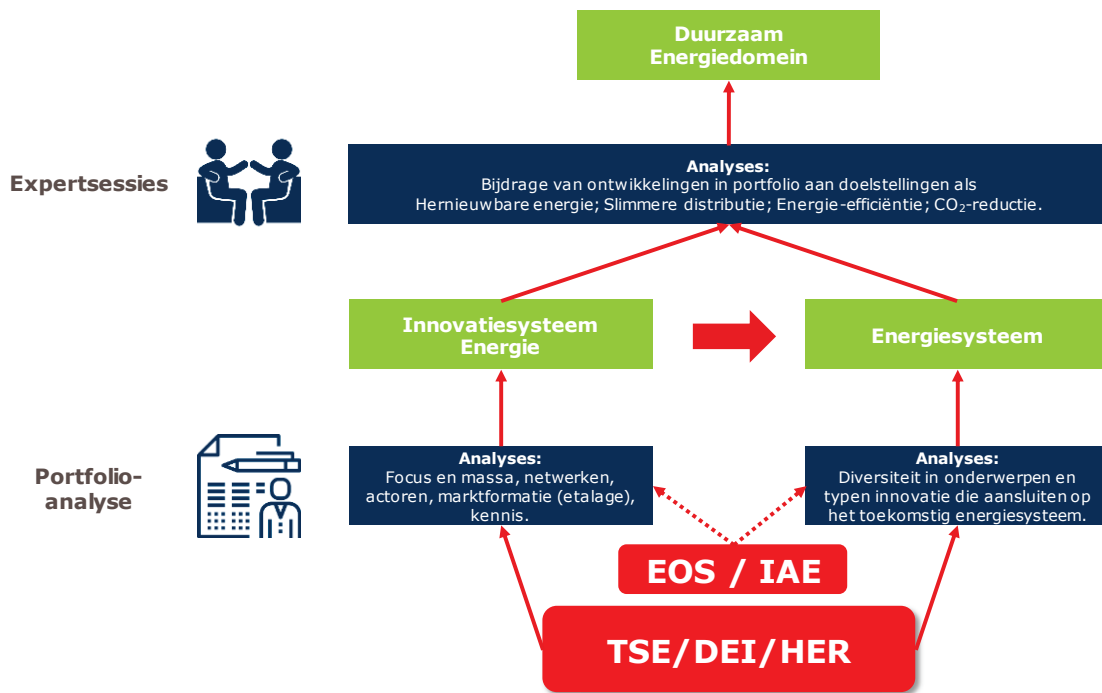 Duurzaam
Energiedomein
Expertsessies
Analyses:
Bijdrage van ontwikkelingen in portfolio aan doelstellingen als
Hernieuwbare energie; Slimmere distributie; Energie-efficiëntie; CO₂-reductie.
Innovatiesysteem
Energie
Energiesysteem
Portfolio-
analyse
Analyses:
Focus en massa, netwerken,
actoren, marktformatie (etalage),
kennis.
Analyses:
Diversiteit in onderwerpen en
typen innovatie die aansluiten op
het toekomstig energiesysteem.
EOS / IAE
TSE/DEI/HER